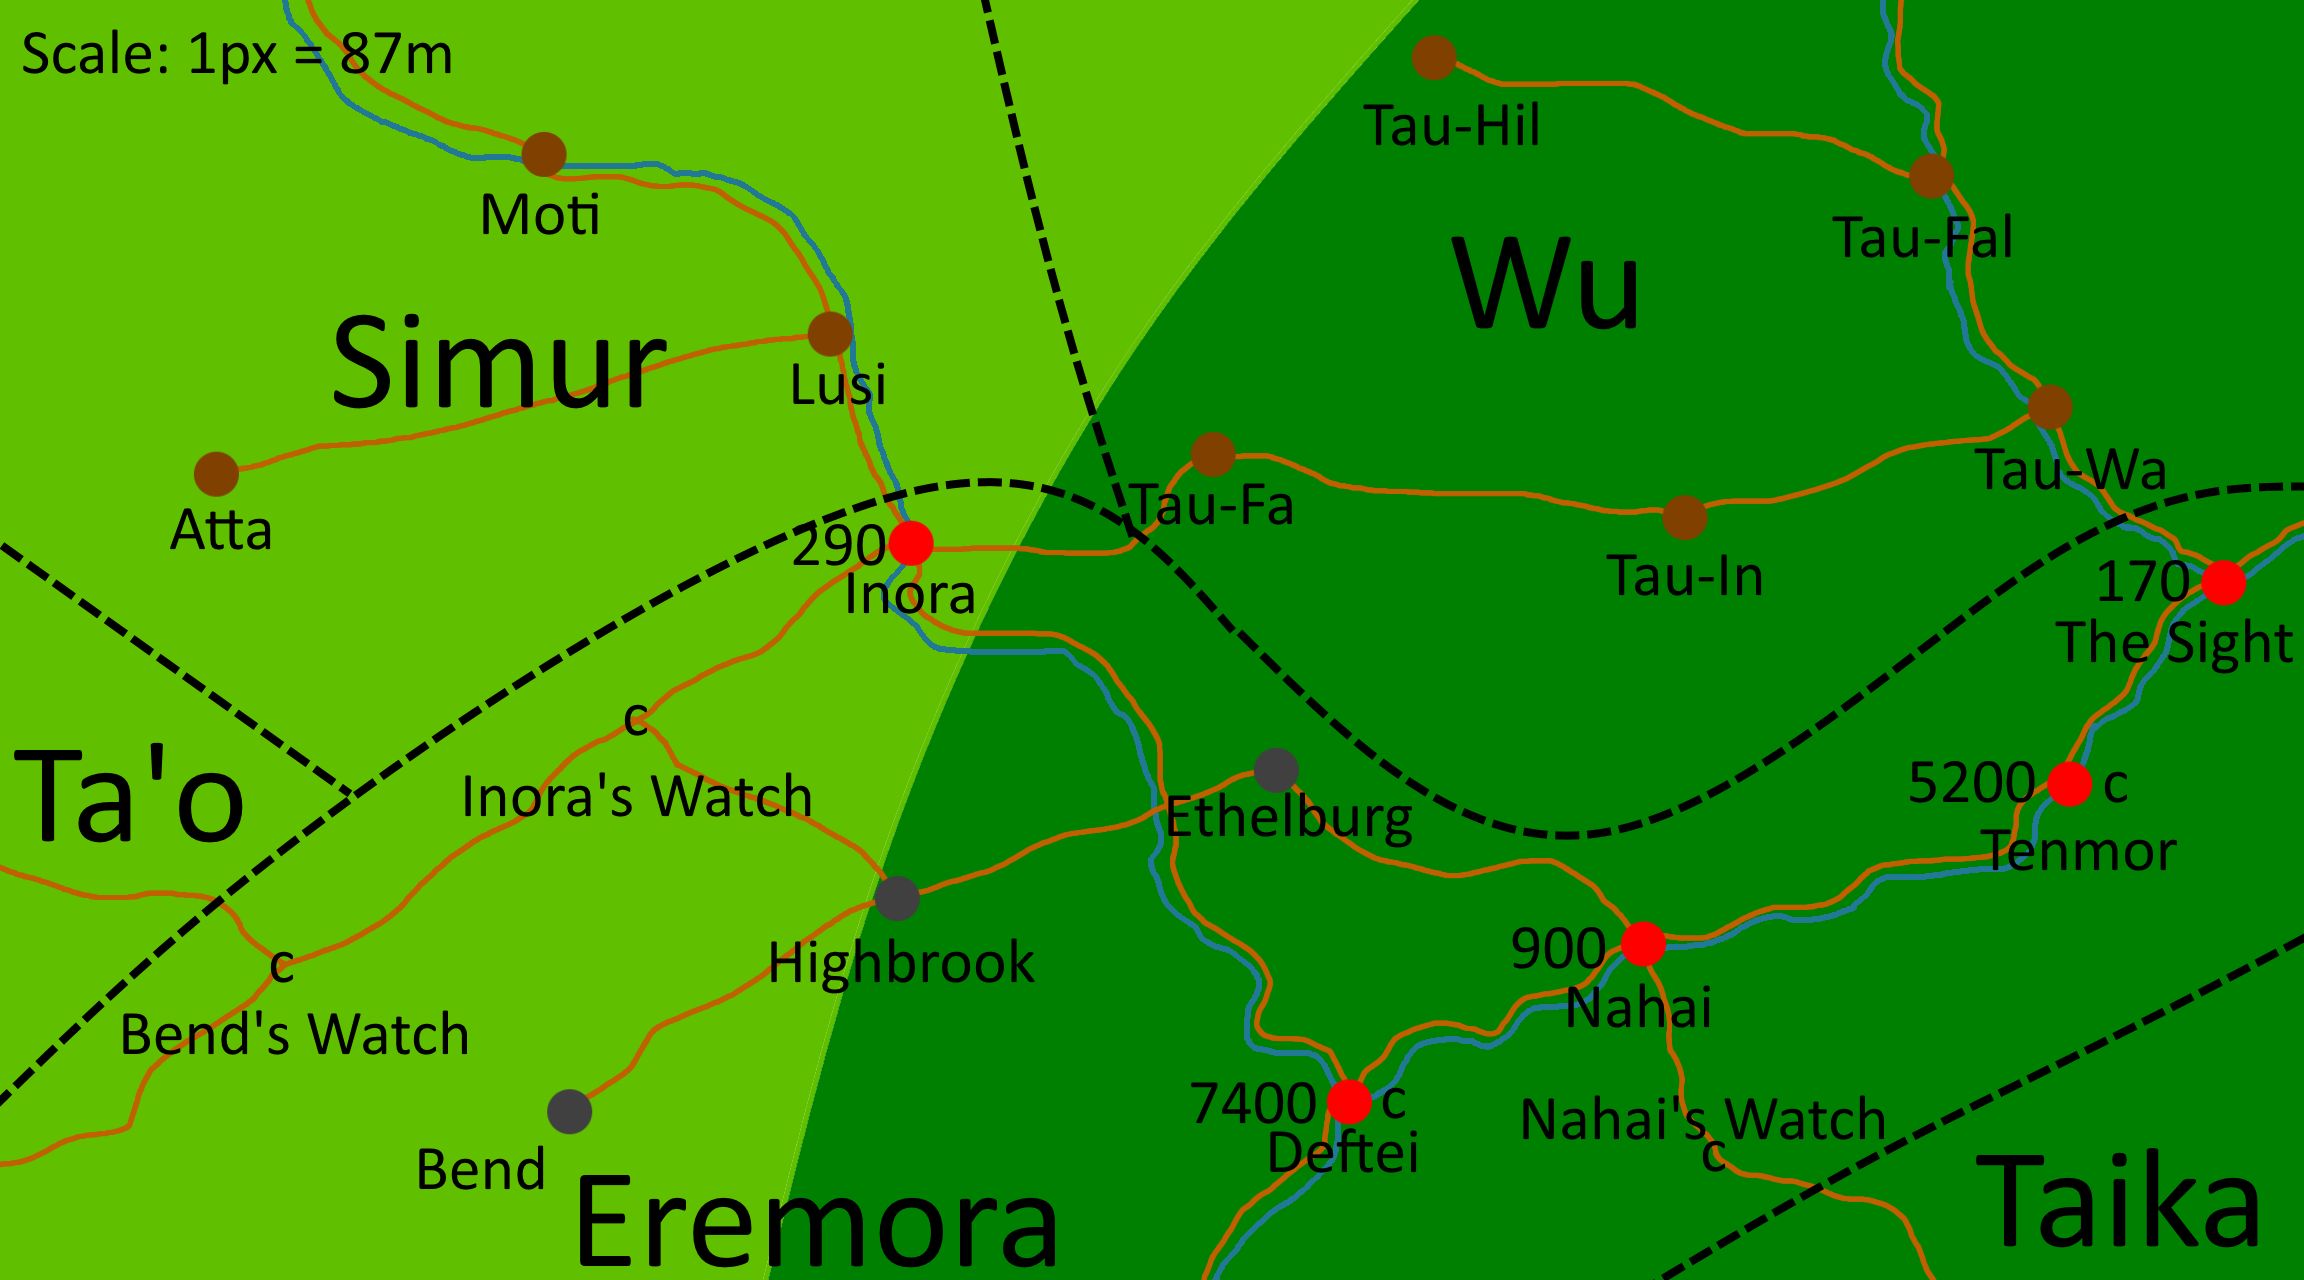 Scale: 1px = 87m
Tau-Hil
Moti
Tau-Fal
Wu
Simur
Lusi
Tau-Wa
Atta
Tau-Fa
290
Inora
Tau-In
170
The Sight
c
Ta'o
Inora's Watch
Ethelburg
5200 c
Tenmor
Highbrook
900
Nahai
c
Bend's Watch
7400 c
Deftei
Nahai's Watch
c
Bend
Eremora
Taika